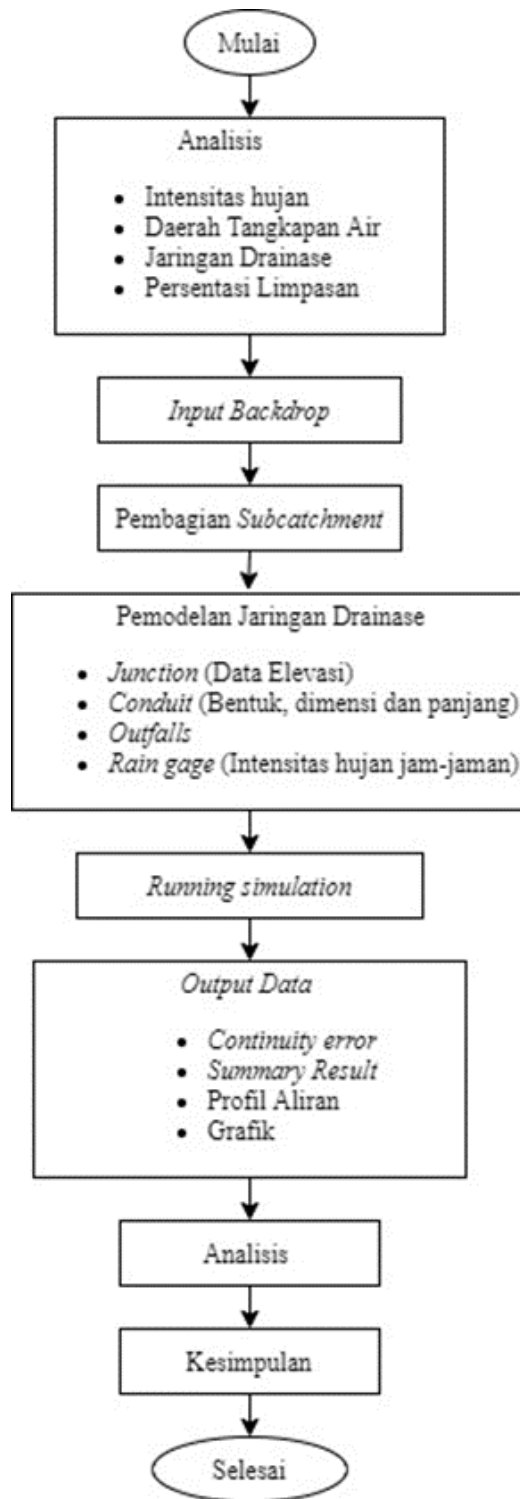 Mulai
Analisis
• Intensitas hujan
• Daerah Tangkapan Air
• Jaringan Drainase
• Persentasi Limpasan
Input Backdrop
Pembagian Subcatchment
Pemodelan Jaringan Drainase
• Junction (Data Elevasi)
• Conduit (Bentuk, dimensi dan panjang)
• Outfalls
• Rain gage (Intensitas hujan jam-jaman)
Running simulation
Output Data
• Continuity error
• Summary Result
• Profil Aliran
• Grafik
Analisis
Kesimpulan
Selesai